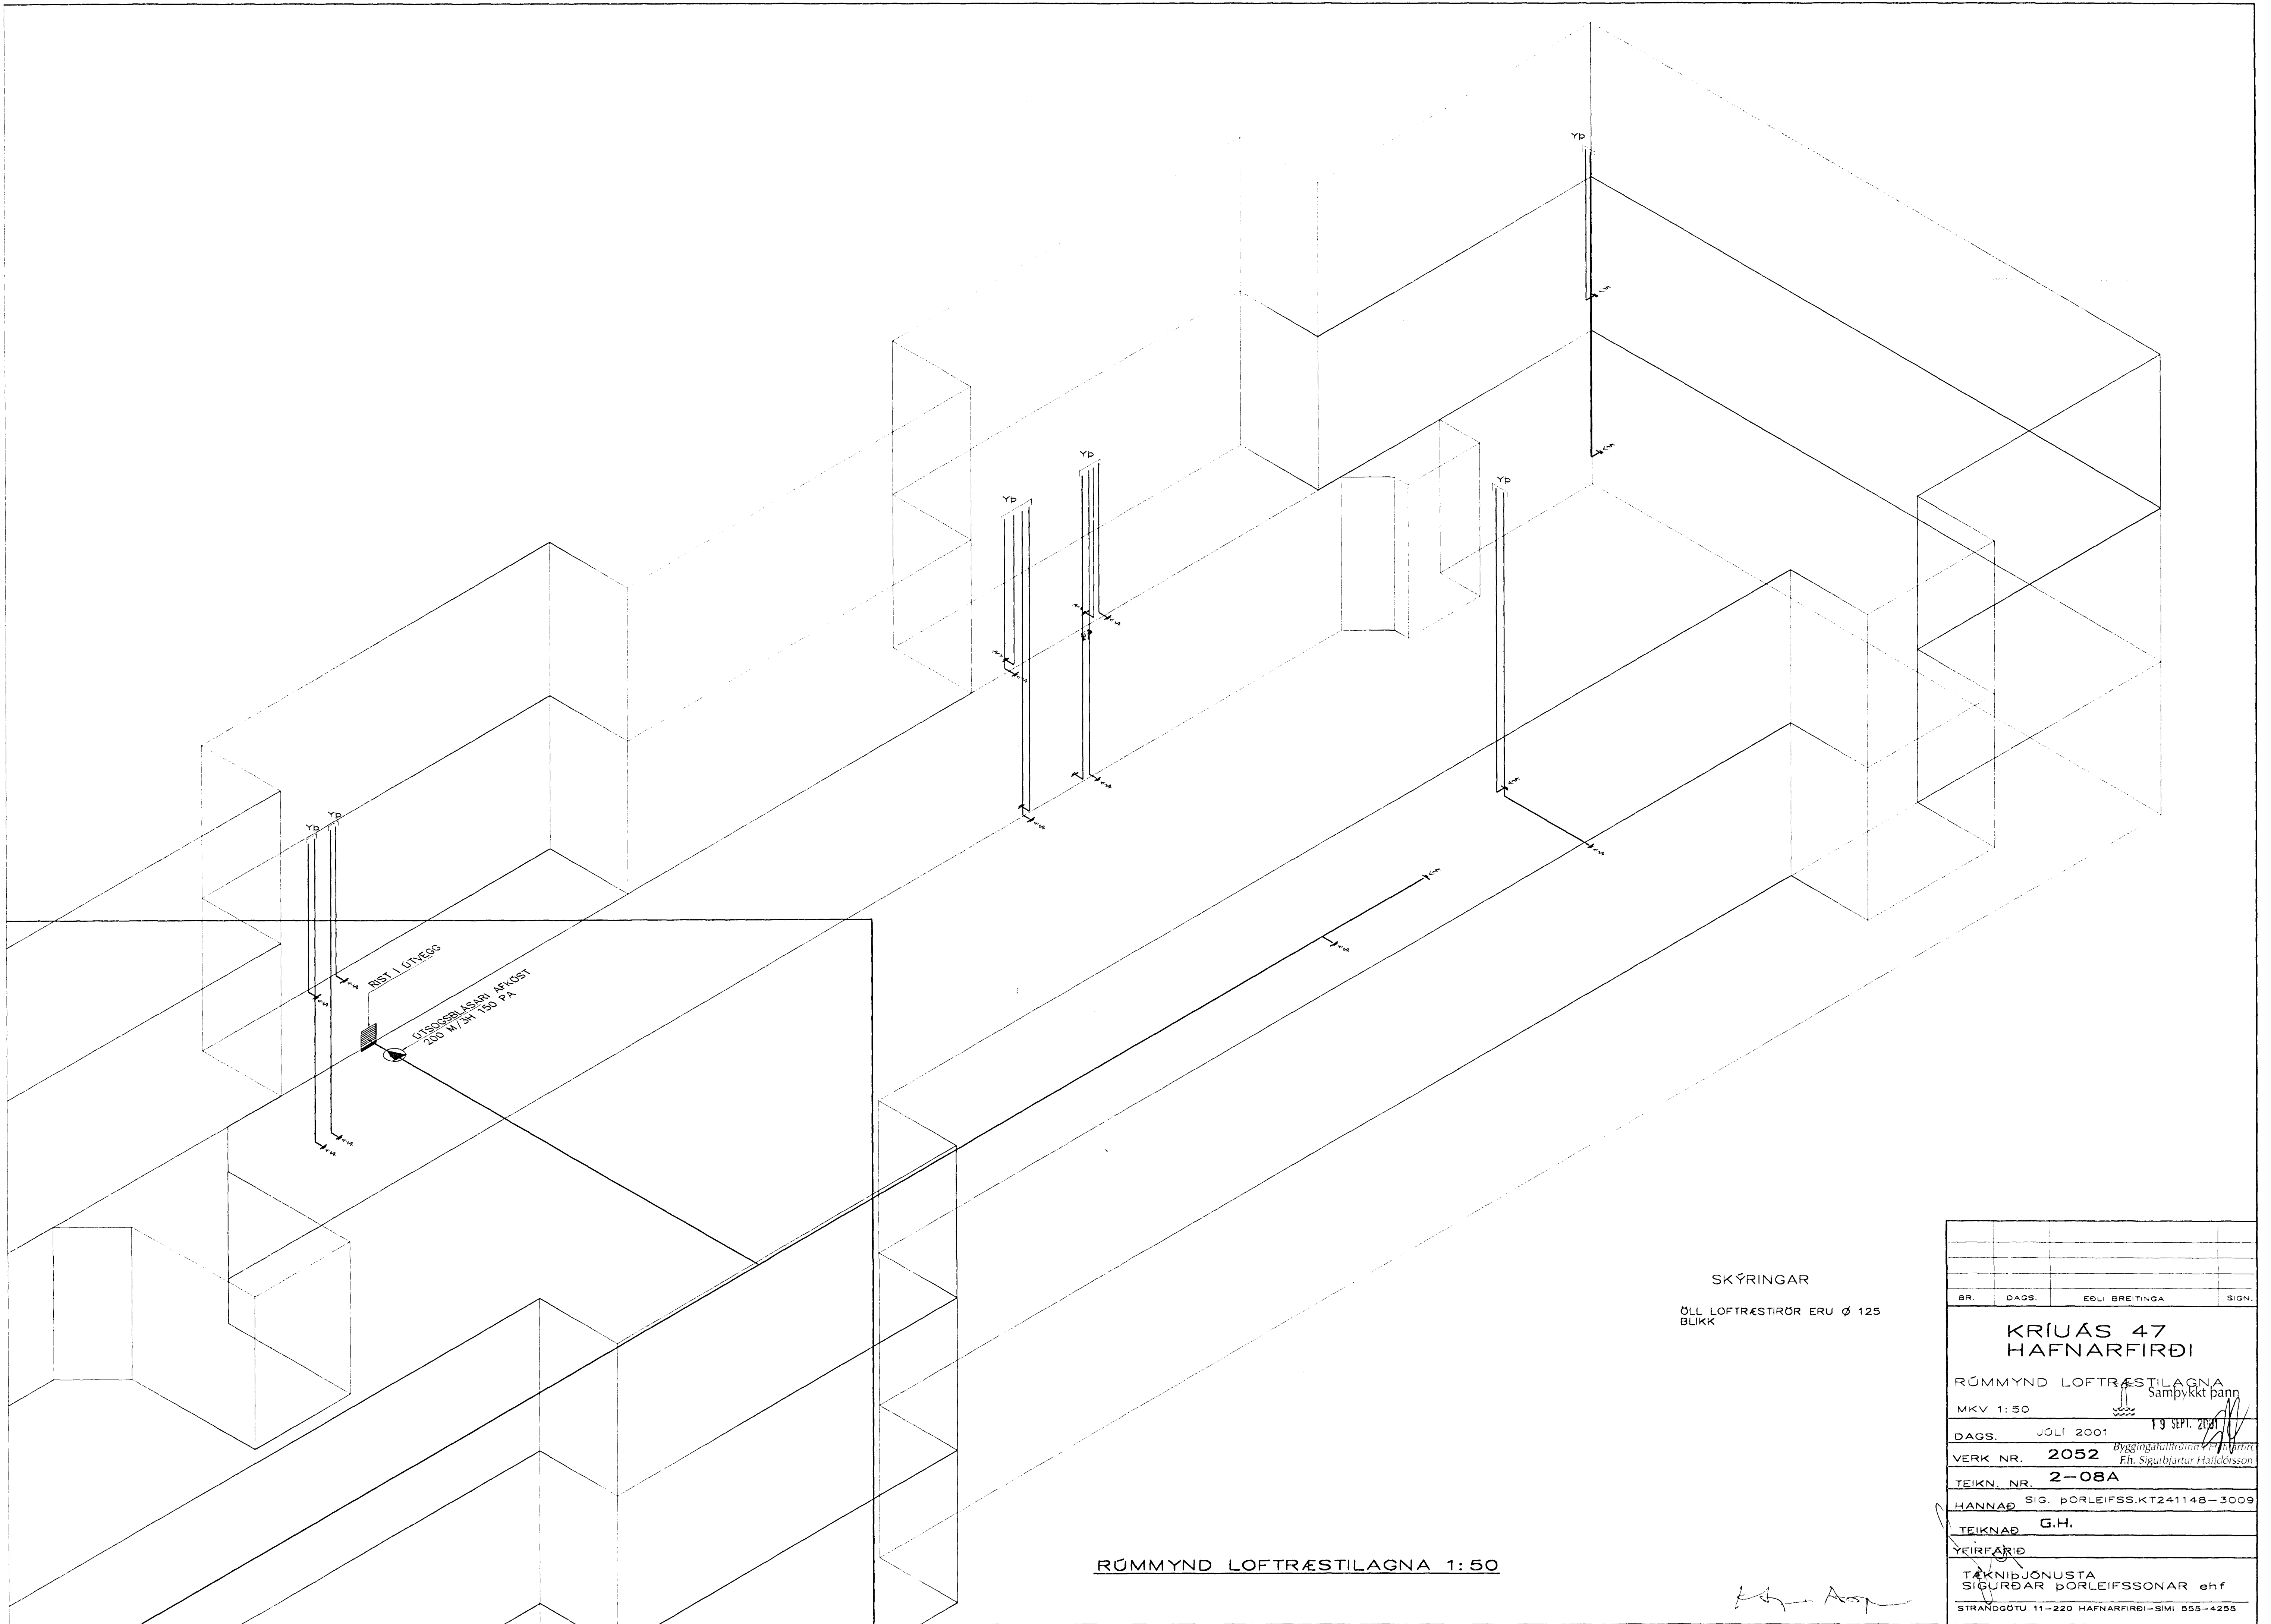 YÞ
YÞ
YÞ
YÞ
YÞ
YÞ
RIST Í ÚTVEGG
ÚTSOGSBLÁSARI AFKÖST
200 M/3H 150 PA
SKÝRINGAR
ÖLL LOFTRÆSTIRÖR ERU Ø 125
BLIKK
RÚMMYND LOFTRÆSTILAGNA 1:50
BR. DAGS. EÐLI BREITINGA SIGN.
KRÍUÁS 47
HAFNARFIRÐI
RÚMMYND LOFTRÆSTILAGNA
Samþykkt þann
MKV 1:50
19 SEPT. 2001
DAGS. JÚLÍ 2001
Byggingafulltrúinn í Hafnarfirði
VERK NR. 2052
F.h. Sigurbjartur Halldórsson
TEIKN. NR. 2-08A
HANNAÐ SIG. ÞORLEIFSS.KT241148-3009
TEIKNAÐ G.H.
YFIRFARIÐ
TÆKNIÞJÓNUSTA
SIGURÐAR ÞORLEIFSSONAR ehf
STRANDGÖTU 11-220 HAFNARFIRÐI-SÍMI 555-4255